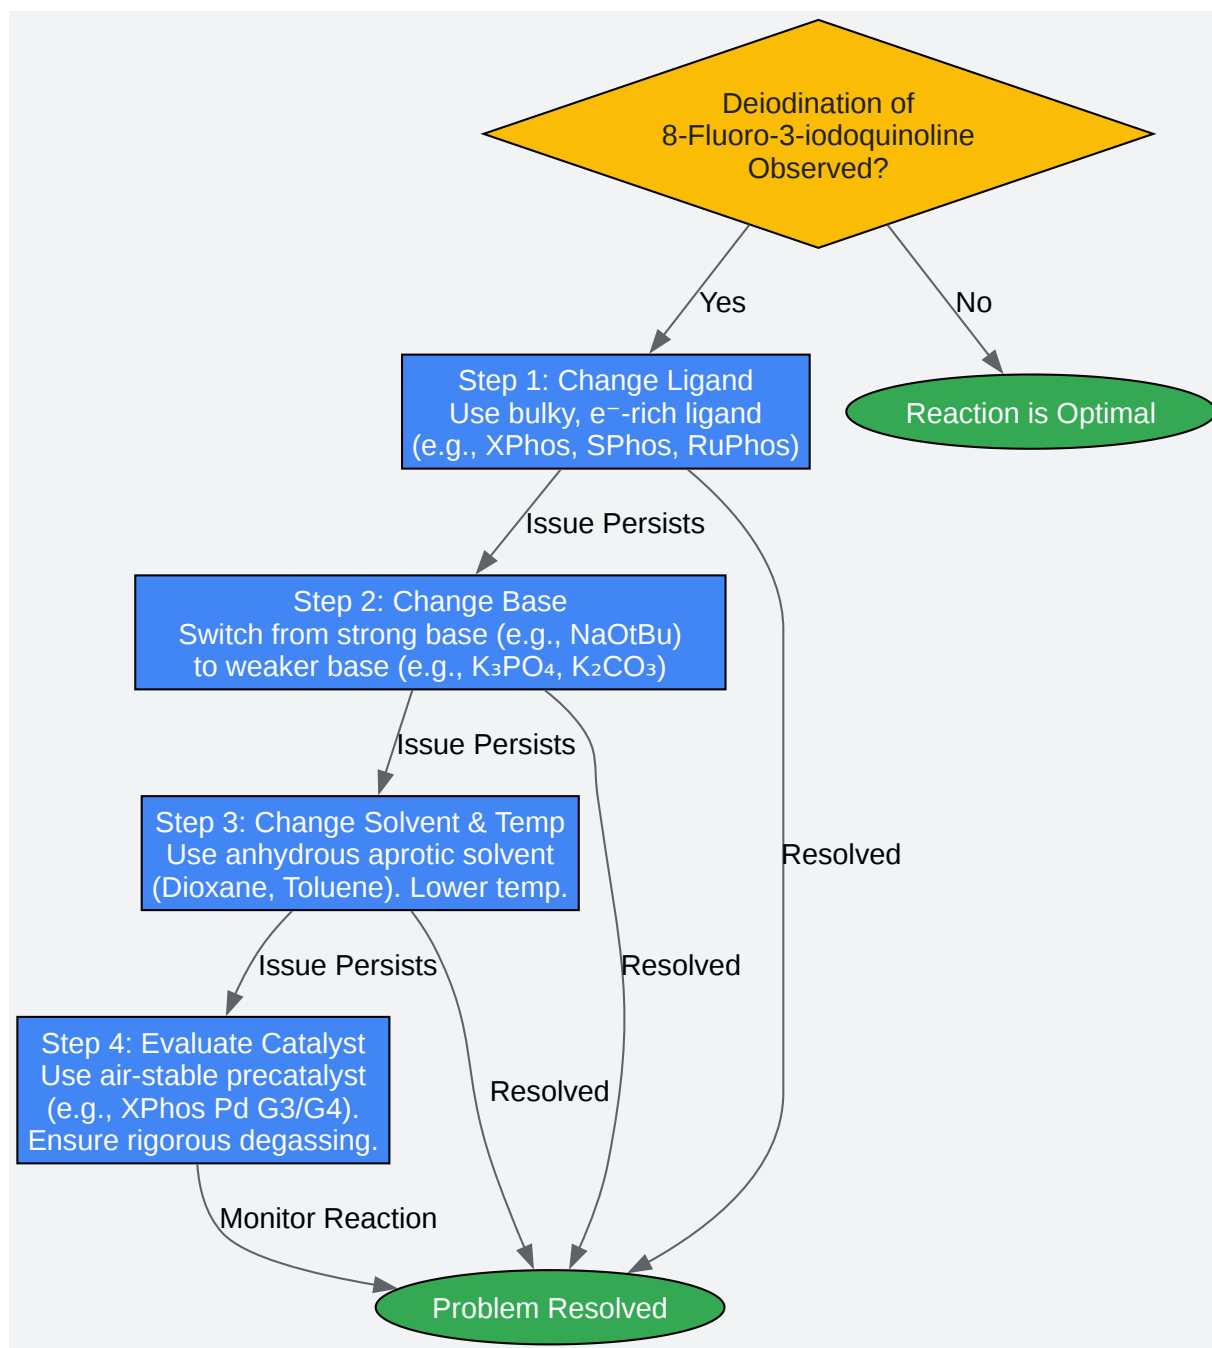 Deiodination of
8-Fluoro-3-iodoquinoline
Observed?
Yes
No
Step 1: Change Ligand
Use bulky, e⁻-rich ligand
(e.g., XPhos, SPhos, RuPhos)
Reaction is Optimal
Issue Persists
Step 2: Change Base
Switch from strong base (e.g., NaOtBu)
to weaker base (e.g., K₃PO₄, K₂CO₃)
Issue Persists
Step 3: Change Solvent & Temp
Use anhydrous aprotic solvent
(Dioxane, Toluene). Lower temp.
Resolved
Issue Persists
Resolved
Step 4: Evaluate Catalyst
Use air-stable precatalyst
(e.g., XPhos Pd G3/G4).
Ensure rigorous degassing.
Resolved
Monitor Reaction
Problem Resolved